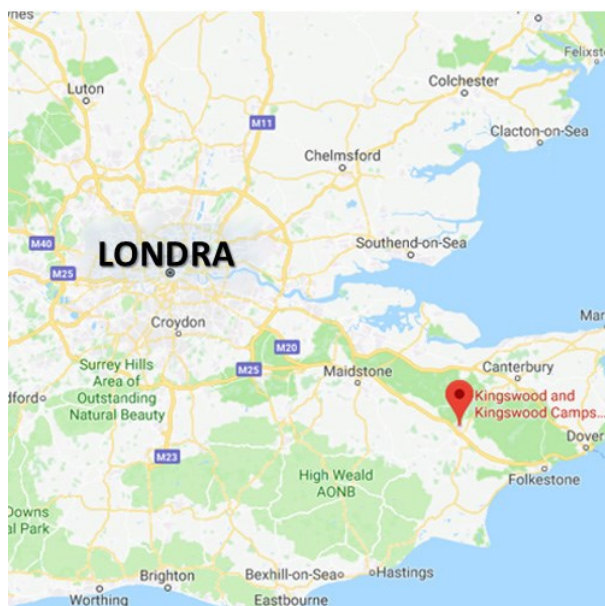 nes
Luton
Colchester
Felixst
M11
Clacton-on-Sea
Chelmsford
M40
LONDRA
Southend-on-Sea
M25
Croydon
M20
Mar
Surrey Hills
Area of
Outstanding
Natural Beauty
M25
Maidstone
Canterbury
Kingswood and
Kingswood Camps...
dford
Dover
M23
High Weald
AONB
Folkestone
Downs
al Park
Brighton
Bexhill-on-Sea
Hastings
Worthing
Eastbourne